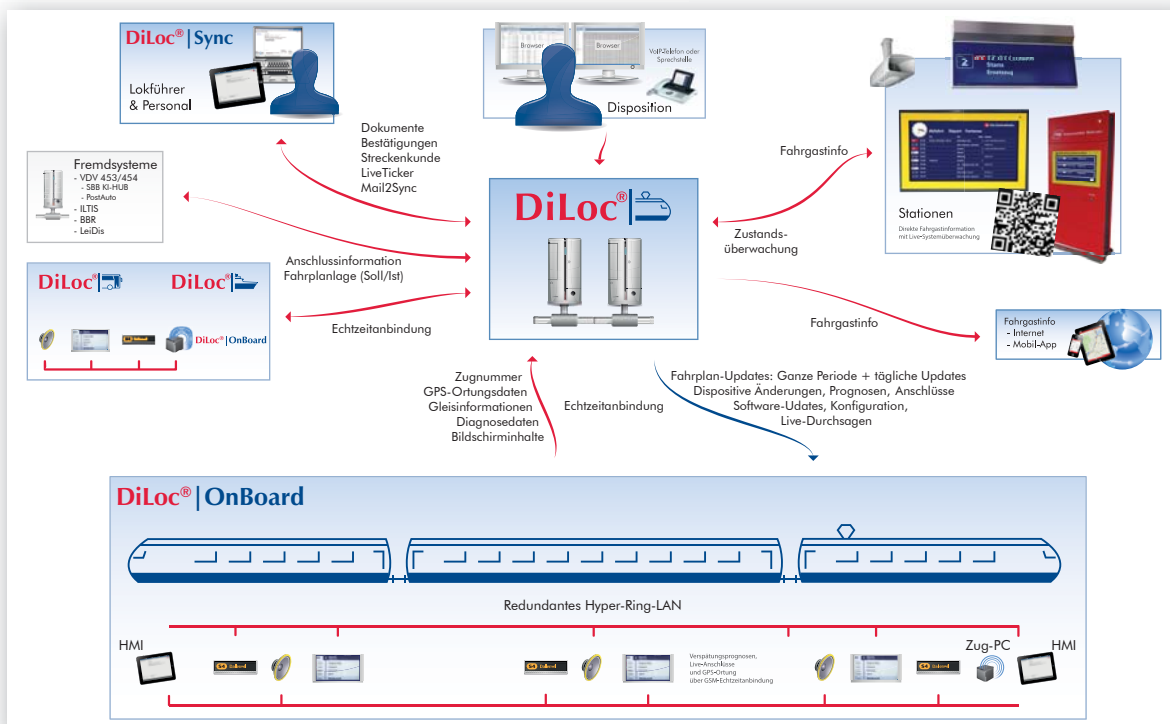 DiLoc®|Sync
Lokführer
& Personal
Browser
Browser
VoIP-Telefon oder
Sprechstelle
Disposition
2
Stationen
Direkte Fahrgastinformation
mit Live-Systemüberwachung
Dokumente
Bestätigungen
Streckenkunde
LiveTicker
Mail2Sync
Fahrgastinfo
Zustands-
überwachung
Fremdsysteme
- VDV 453/454
- SBB KI-HUB
- PostAuto
- ILTIS
- BBR
- LeiDis
DiLoc®|
Anschlussinformation
Fahrplanlage (Soll/Ist)
DiLoc®|
DiLoc®|
DiLoc®|OnBoard
Echtzeitanbindung
Fahrgastinfo
Fahrgastinfo
- Internet
- Mobil-App
Zugnummer
GPS-Ortungsdaten
Gleisinformationen
Diagnosedaten
Bildschirminhalte
Echtzeitanbindung
Fahrplan-Updates: Ganze Periode + tägliche Updates
Dispositive Änderungen, Prognosen, Anschlüsse
Software-Udates, Konfiguration,
Live-Durchsagen
DiLoc®|OnBoard
Redundantes Hyper-Ring-LAN
HMI
Verspätungsprognosen,
Live-Anschlüsse
und GPS-Ortung
über GSM-Echtzeitanbindung
Zug-PC
HMI